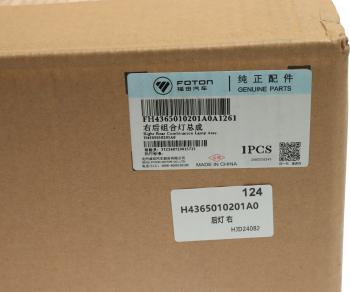 FOTON
福田汽车
纯正配件
GENUINE PARTS
FH4365010201A0A1261
右后组合灯总成
Right Rear Combination Lamp Assy
H4365010201A0
1PCS
MADE IN CHINA
124
H4365010201A0
后灯 右
HJD24082